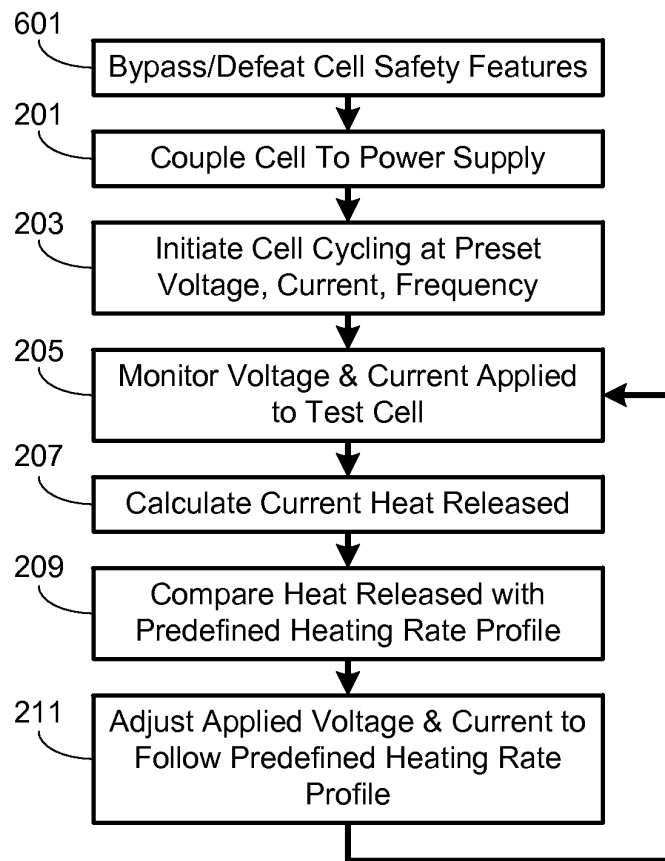 601
Bypass/Defeat Cell Safety Features
201
Couple Cell To Power Supply
203
Initiate Cell Cycling at Preset
Voltage, Current, Frequency
205
Monitor Voltage & Current Applied
to Test Cell
207
Calculate Current Heat Released
209
Compare Heat Released with
Predefined Heating Rate Profile
211
Adjust Applied Voltage & Current to
Follow Predefined Heating Rate
Profile